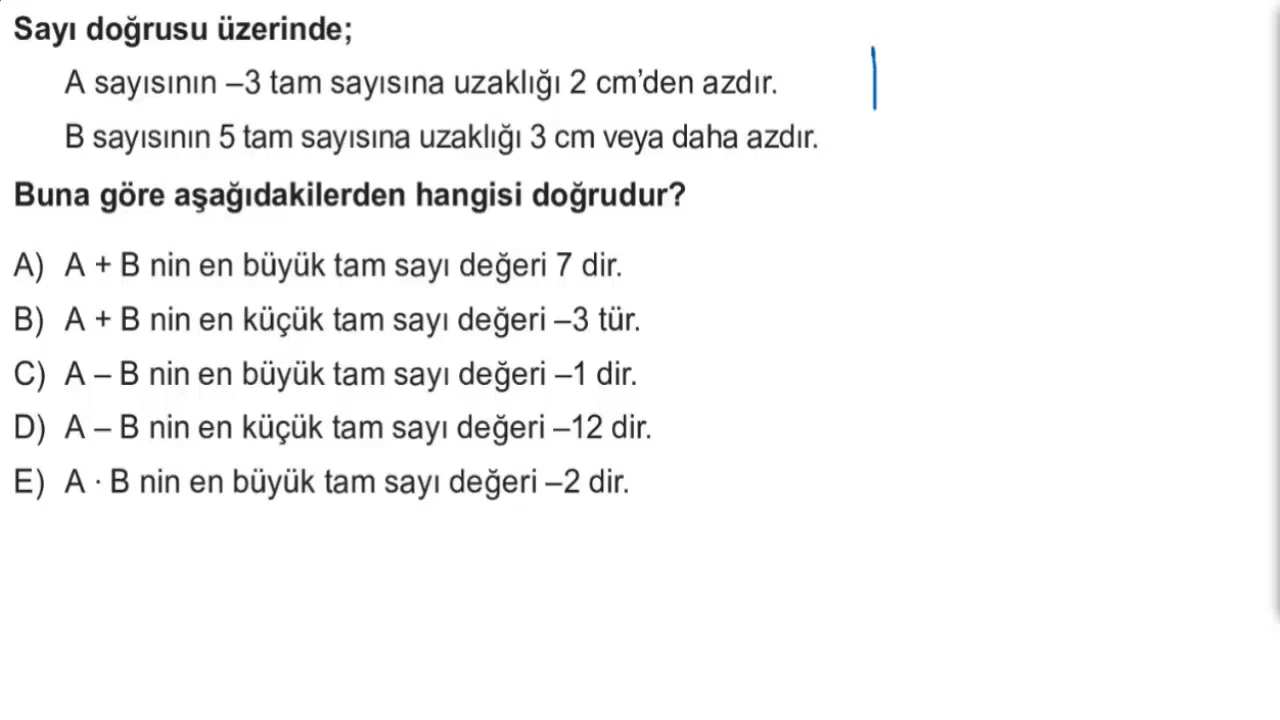 Sayı doğrusu üzerinde;
A sayısının –3 tam sayısına uzaklığı 2 cm’den azdır.
B sayısının 5 tam sayısına uzaklığı 3 cm veya daha azdır.
Buna göre aşağıdakilerden hangisi doğrudur?
A) A + B nin en büyük tam sayı değeri 7 dir.
B) A + B nin en küçük tam sayı değeri –3 tür.
C) A – B nin en büyük tam sayı değeri –1 dir.
D) A – B nin en küçük tam sayı değeri –12 dir.
E) A · B nin en büyük tam sayı değeri –2 dir.